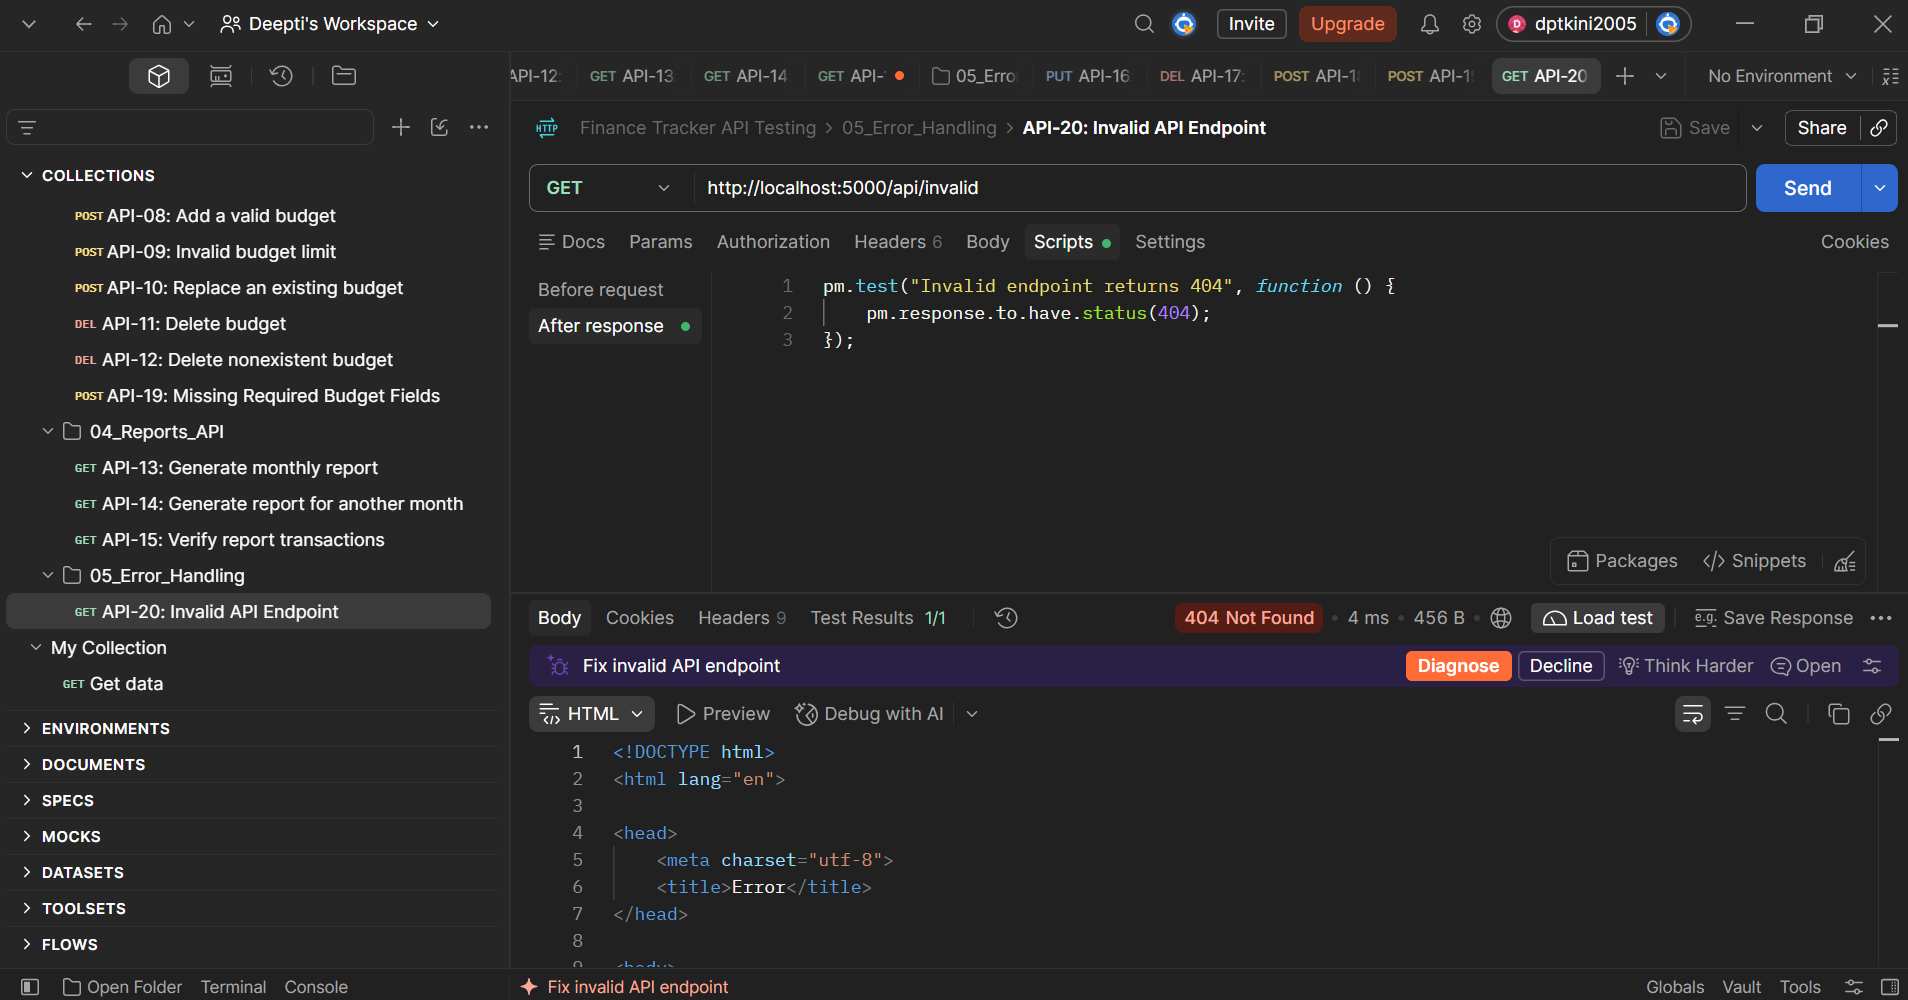 Deepti's Workspace
Invite
Upgrade
dptkini2005
API-12:
GET API-13
GET API-14
GET API-
05_Erro
PUT API-16
DEL API-17:
POST API-1
POST API-1
GET API-20
No Environment
Finance Tracker API Testing > 05_Error_Handling > API-20: Invalid API Endpoint
Save
Share
COLLECTIONS
POST API-08: Add a valid budget
POST API-09: Invalid budget limit
POST API-10: Replace an existing budget
DEL API-11: Delete budget
DEL API-12: Delete nonexistent budget
POST API-19: Missing Required Budget Fields
04_Reports_API
GET API-13: Generate monthly report
GET API-14: Generate report for another month
GET API-15: Verify report transactions
05_Error_Handling
GET API-20: Invalid API Endpoint
My Collection
GET Get data
ENVIRONMENTS
DOCUMENTS
SPECS
MOCKS
DATASETS
TOOLSETS
FLOWS
HTTP
GET
http://localhost:5000/api/invalid
Send
Docs
Params
Authorization
Headers 6
Body
Scripts
Settings
Cookies
Before request
After response
1 pm.test("Invalid endpoint returns 404", function () {
2 pm.response.to.have.status(404);
3 });
Packages
</> Snippets
Body
Cookies
Headers 9
Test Results 1/1
404 Not Found
4 ms
456 B
Load test
e.g. Save Response
Fix invalid API endpoint
Diagnose
Decline
Think Harder
Open
HTML
Preview
Debug with AI
1 <!DOCTYPE html>
2 <html lang="en">
3
4 <head>
5 <meta charset="utf-8">
6 <title>Error</title>
7 </head>
8
9 <body>
Open Folder
Terminal
Console
Fix invalid API endpoint
Globals
Vault
Tools